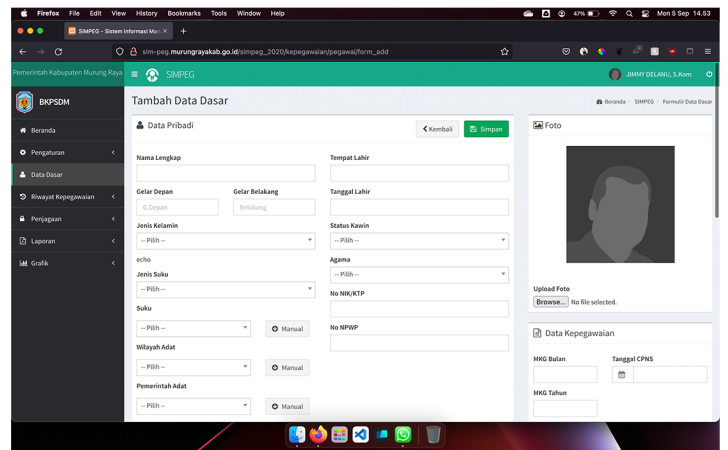 Firefox File Edit View History Bookmarks Tools Window Help 47% Mon 5 Sep 14.53
SIMPEG - Sistem Informasi Man
sim-peg.murungrayakab.go.id/simpeg_2020/kepegawaian/pegawai/form_add
Pemerintah Kabupaten Murung Raya SIMPEG JIMMY DELANU, S.Kom
BKPSDM
Tambah Data Dasar
Beranda SIMPEG Formulir Data Dasar
Beranda
Pengaturan
Data Dasar
Riwayat Kepegawaian
Penjagaan
Laporan
Grafik
Data Pribadi
Kembali Simpan
Nama Lengkap Tempat Lahir
Gelar Depan Gelar Belakang Tanggal Lahir
G.Depan Belakang
Jenis Kelamin Status Kawin
-- Pilih -- -- Pilih --
echo Agama
Jenis Suku -- Pilih --
-- Pilih -- No NIK/KTP
Suku
-- Pilih -- Manual No NPWP
Wilayah Adat
-- Pilih -- Manual
Pemerintah Adat
-- Pilih -- Manual
Foto
Upload Foto
Browse... No file selected.
Data Kepegawaian
MKG Bulan Tanggal CPNS
MKG Tahun